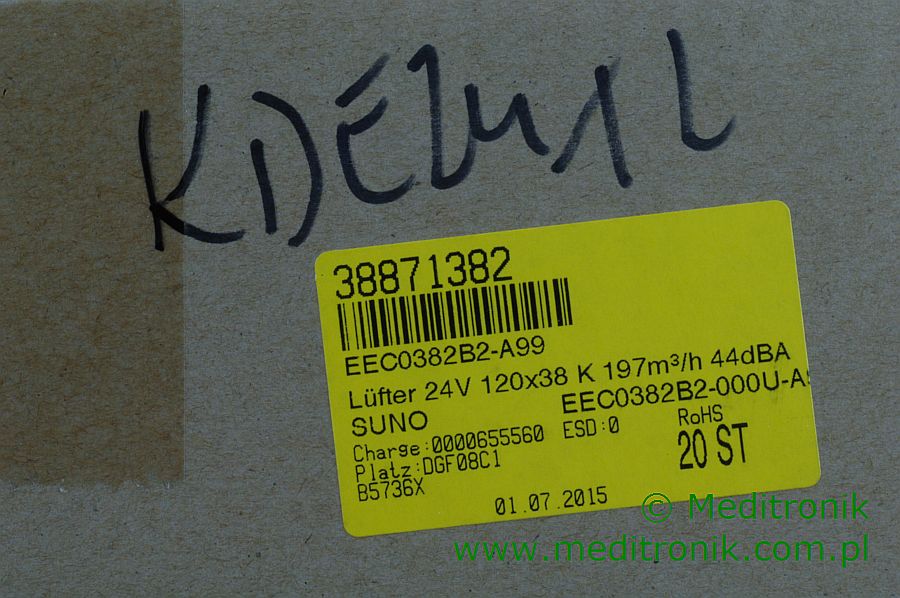 38871382
EEC0382B2-A99
Lüfter 24V 120x38 K 197m³/h 44dBA
SUNO EEC0382B2-000U-A
Charge:0000655560 ESD:0 RoHS
Platz:DGF08C1 20 ST
B5736X
01.07.2015
© Meditronik
www.meditronik.com.pl